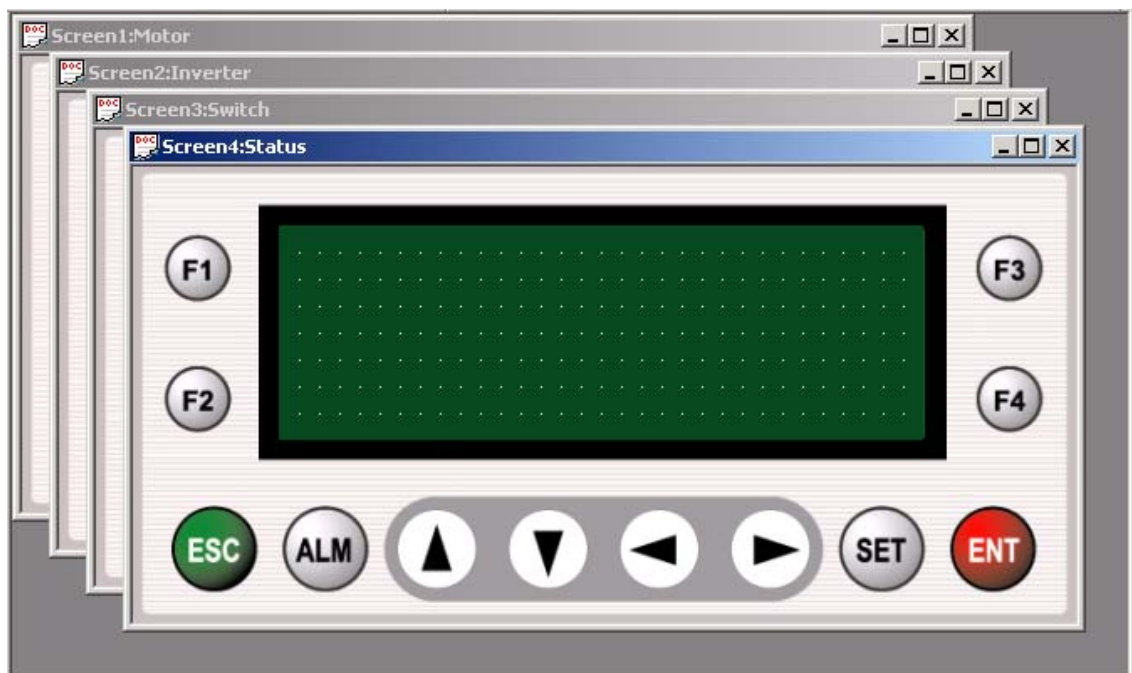 Screen1:Motor
Screen2:Inverter
Screen3:Switch
Screen4:Status
F1
F3
F2
F4
ESC ALM SET ENT